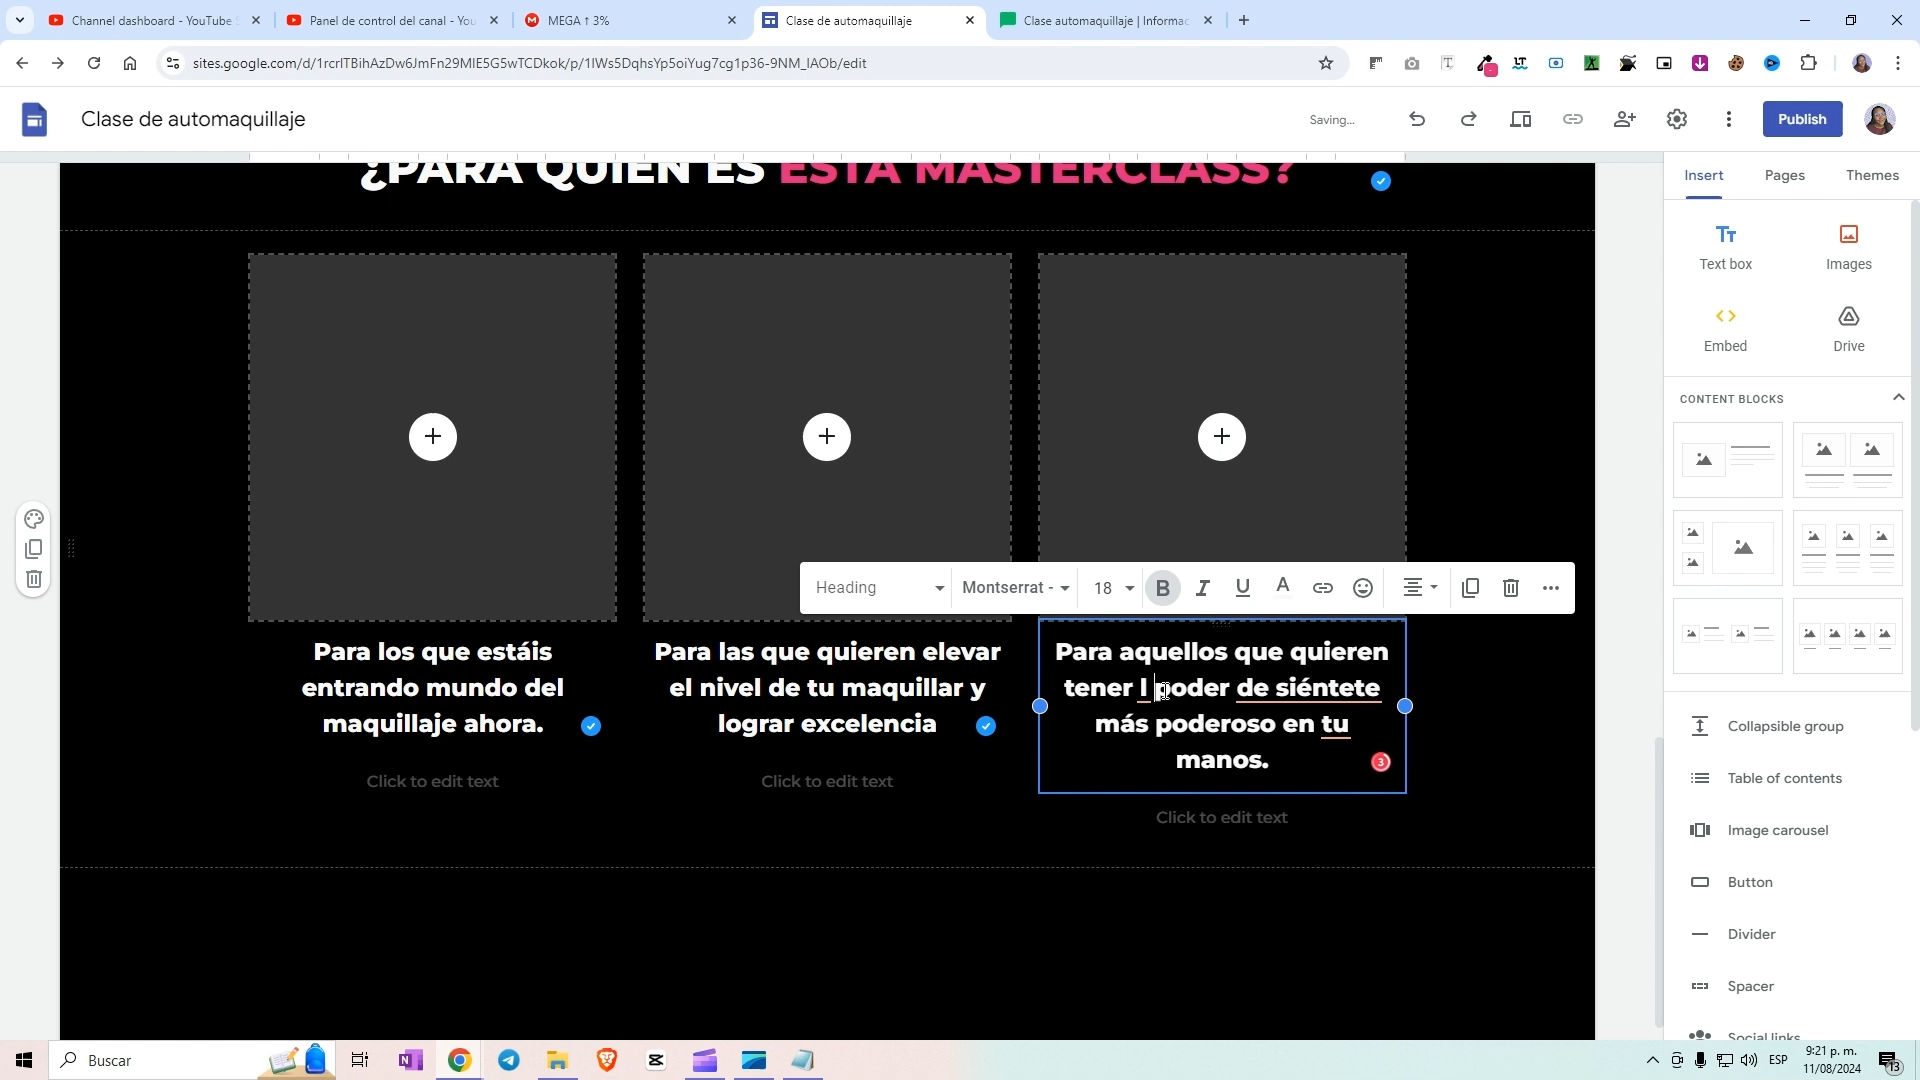 Channel dashboard - YouTube S
Panel de control del canal - You
MEGA ↑ 3%
Clase de automaquillaje
Clase automaquillaje | Informac
sites.google.com/d/1rcrlTBihAzDw6JmFn29MlE5G5wTCDkok/p/1IWs5DqhsYp5oiYug7cg1p36-9NM_lAOb/edit
Clase de automaquillaje
Saving...
Publish
Insert
Pages
Themes
¿PARA QUIÉN ES ESTA MASTERCLASS?
Text box
Images
Embed
Drive
CONTENT BLOCKS
Heading
Montserrat -
18
Para los que estáis
entrando mundo del
maquillaje ahora.
Click to edit text
Para las que quieren elevar
el nivel de tu maquillar y
lograr excelencia
Click to edit text
Para aquellos que quieren
tener l poder de siéntete
más poderoso en tu
manos.
3
Click to edit text
Collapsible group
Table of contents
Image carousel
Button
Divider
Spacer
Social links
Buscar
ESP
9:21 p. m.
11/08/2024
13